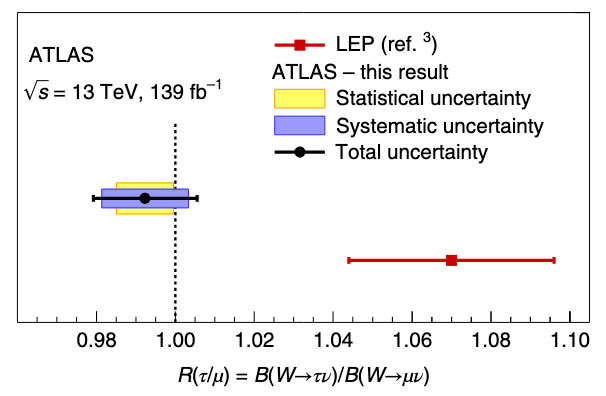 ATLAS
√s = 13 TeV, 139 fb⁻¹
LEP (ref. ³)
ATLAS – this result
Statistical uncertainty
Systematic uncertainty
Total uncertainty
0.98 1.00 1.02 1.04 1.06 1.08 1.10
R(τ/μ) = B(W→τν)/B(W→μν)